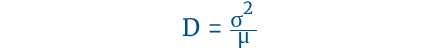 D = σ²/μ